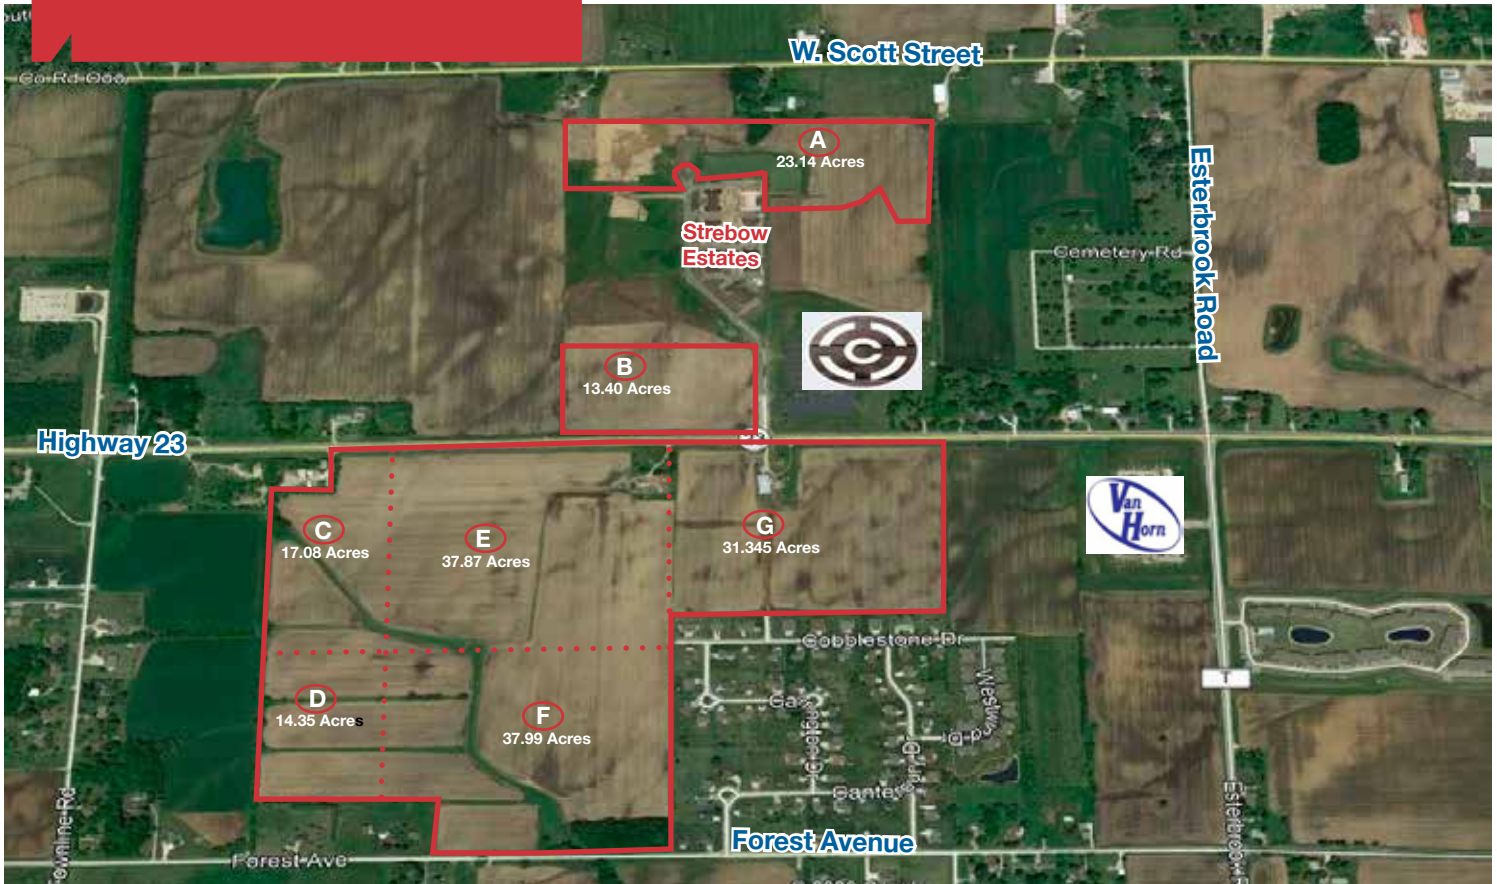 W. Scott Street
Co Rd Ooo
A
23.14 Acres
Esterbrook Road
Strebow
Estates
Cemetery Rd
C
B
13.40 Acres
Highway 23
Van
Horn
C
17.08 Acres
E
37.87 Acres
G
31.345 Acres
Cobblestone Dr
T
D
14.35 Acres
F
37.99 Acres
Forest Avenue
Forest Ave